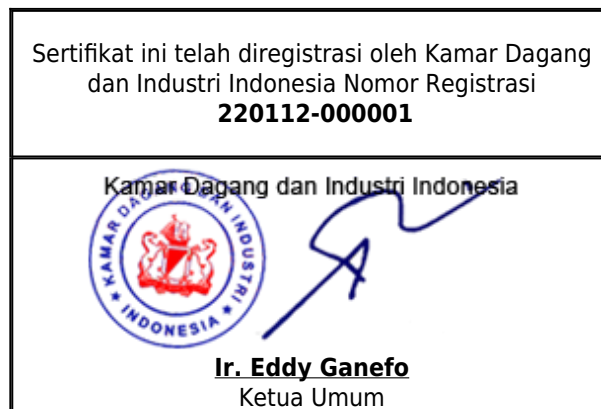 Sertifikat ini telah diregistrasi oleh Kamar Dagang
dan Industri Indonesia Nomor Registrasi
220112-000001
Kamar Dagang dan Industri Indonesia
KAMAR DAGANG DAN INDUSTRI
INDONESIA
Ir. Eddy Ganefo
Ketua Umum